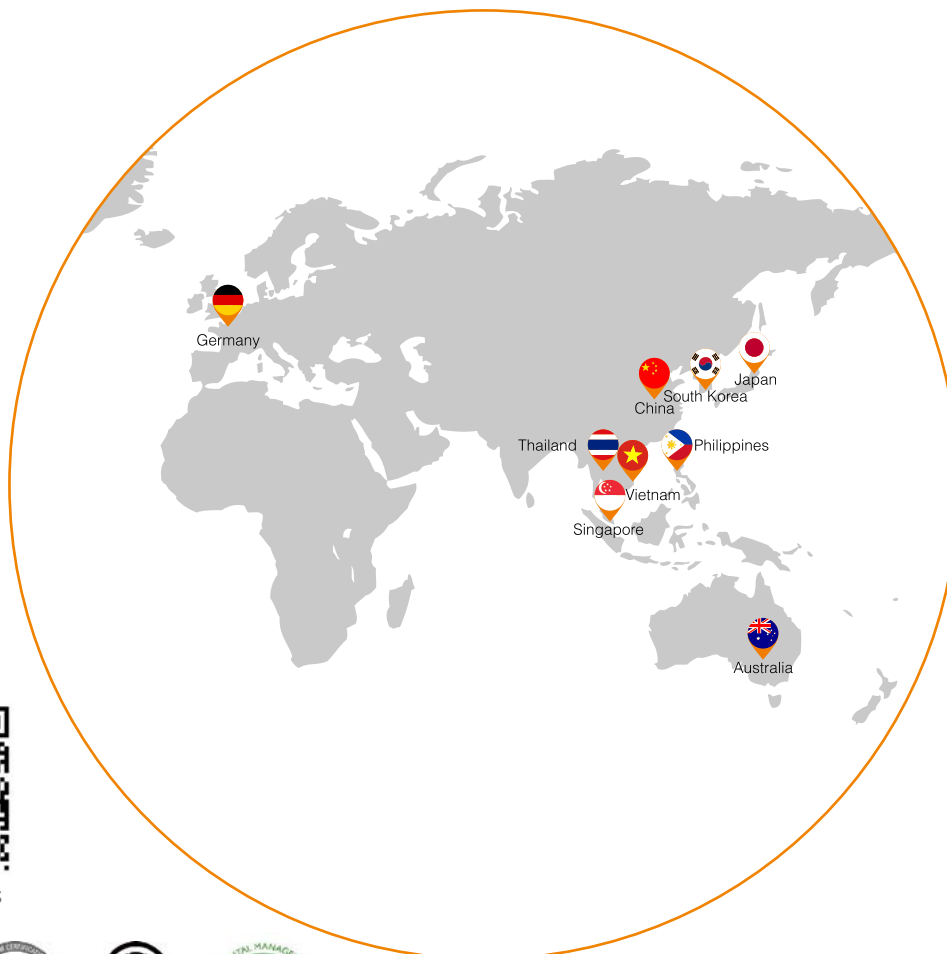 Germany
Japan
South Korea
China
Thailand
Philippines
Vietnam
Singapore
Australia